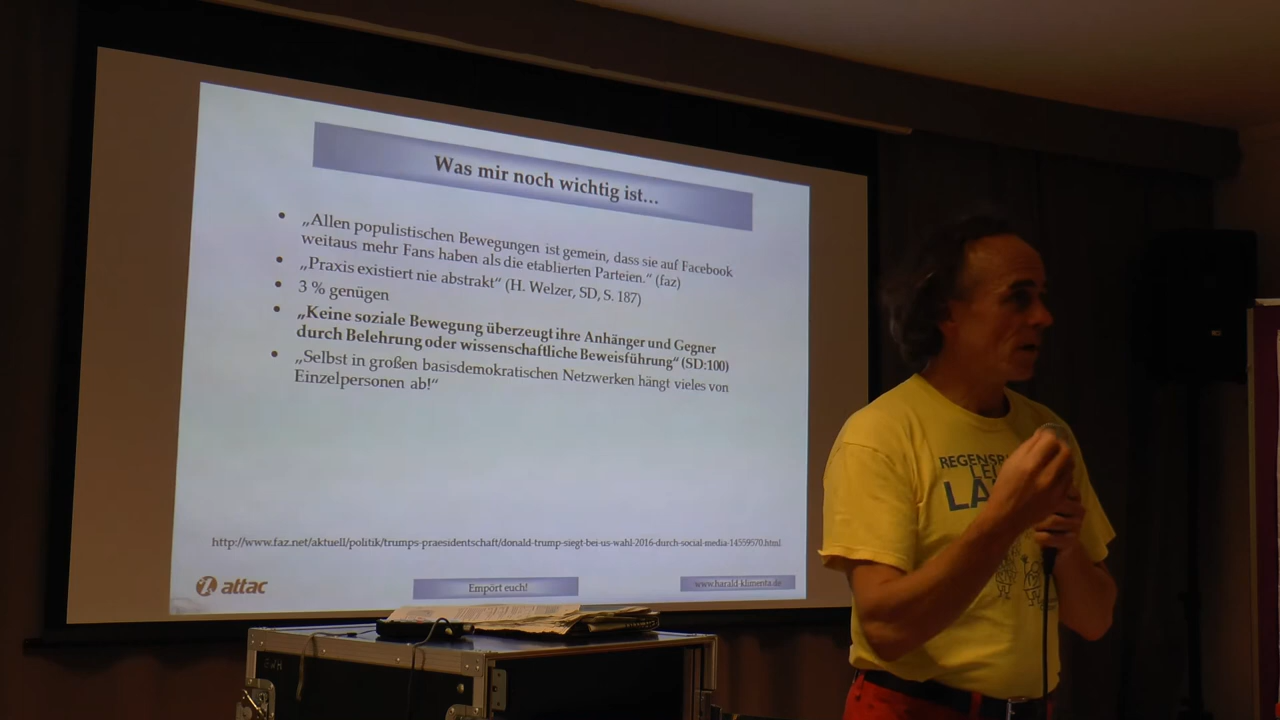 Was mir noch wichtig ist...
• „Allen populistischen Bewegungen ist gemein, dass sie auf Facebook
weitaus mehr Fans haben als die etablierten Parteien.“ (faz)
• „Praxis existiert nie abstrakt“ (H. Welzer, SD, S. 187)
• 3 % genügen
• „Keine soziale Bewegung überzeugt ihre Anhänger und Gegner
durch Belehrung oder wissenschaftliche Beweisführung“ (SD:100)
• „Selbst in großen basisdemokratischen Netzwerken hängt vieles von
Einzelpersonen ab!“
http://www.faz.net/aktuell/politik/trumps-praesidentschaft/donald-trump-siegt-bei-us-wahl-2016-durch-social-media-14559570.html
attac
Empört euch!
www.harald-klimenta.de
REGENSB
LE
LA